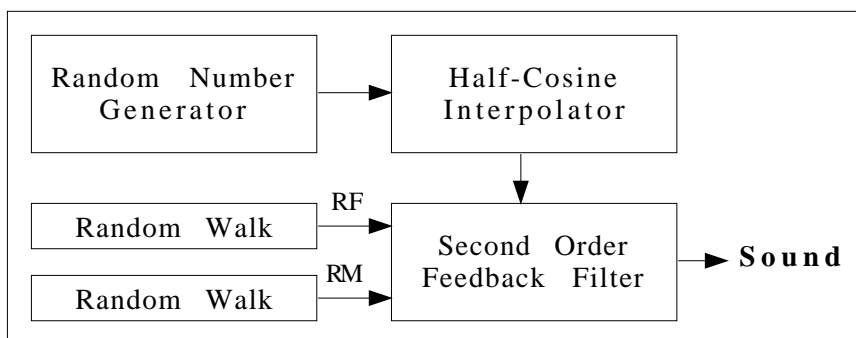 Random Number
Generator
Half-Cosine
Interpolator
RF
Random Walk
Second Order
Feedback Filter
Sound
RM
Random Walk